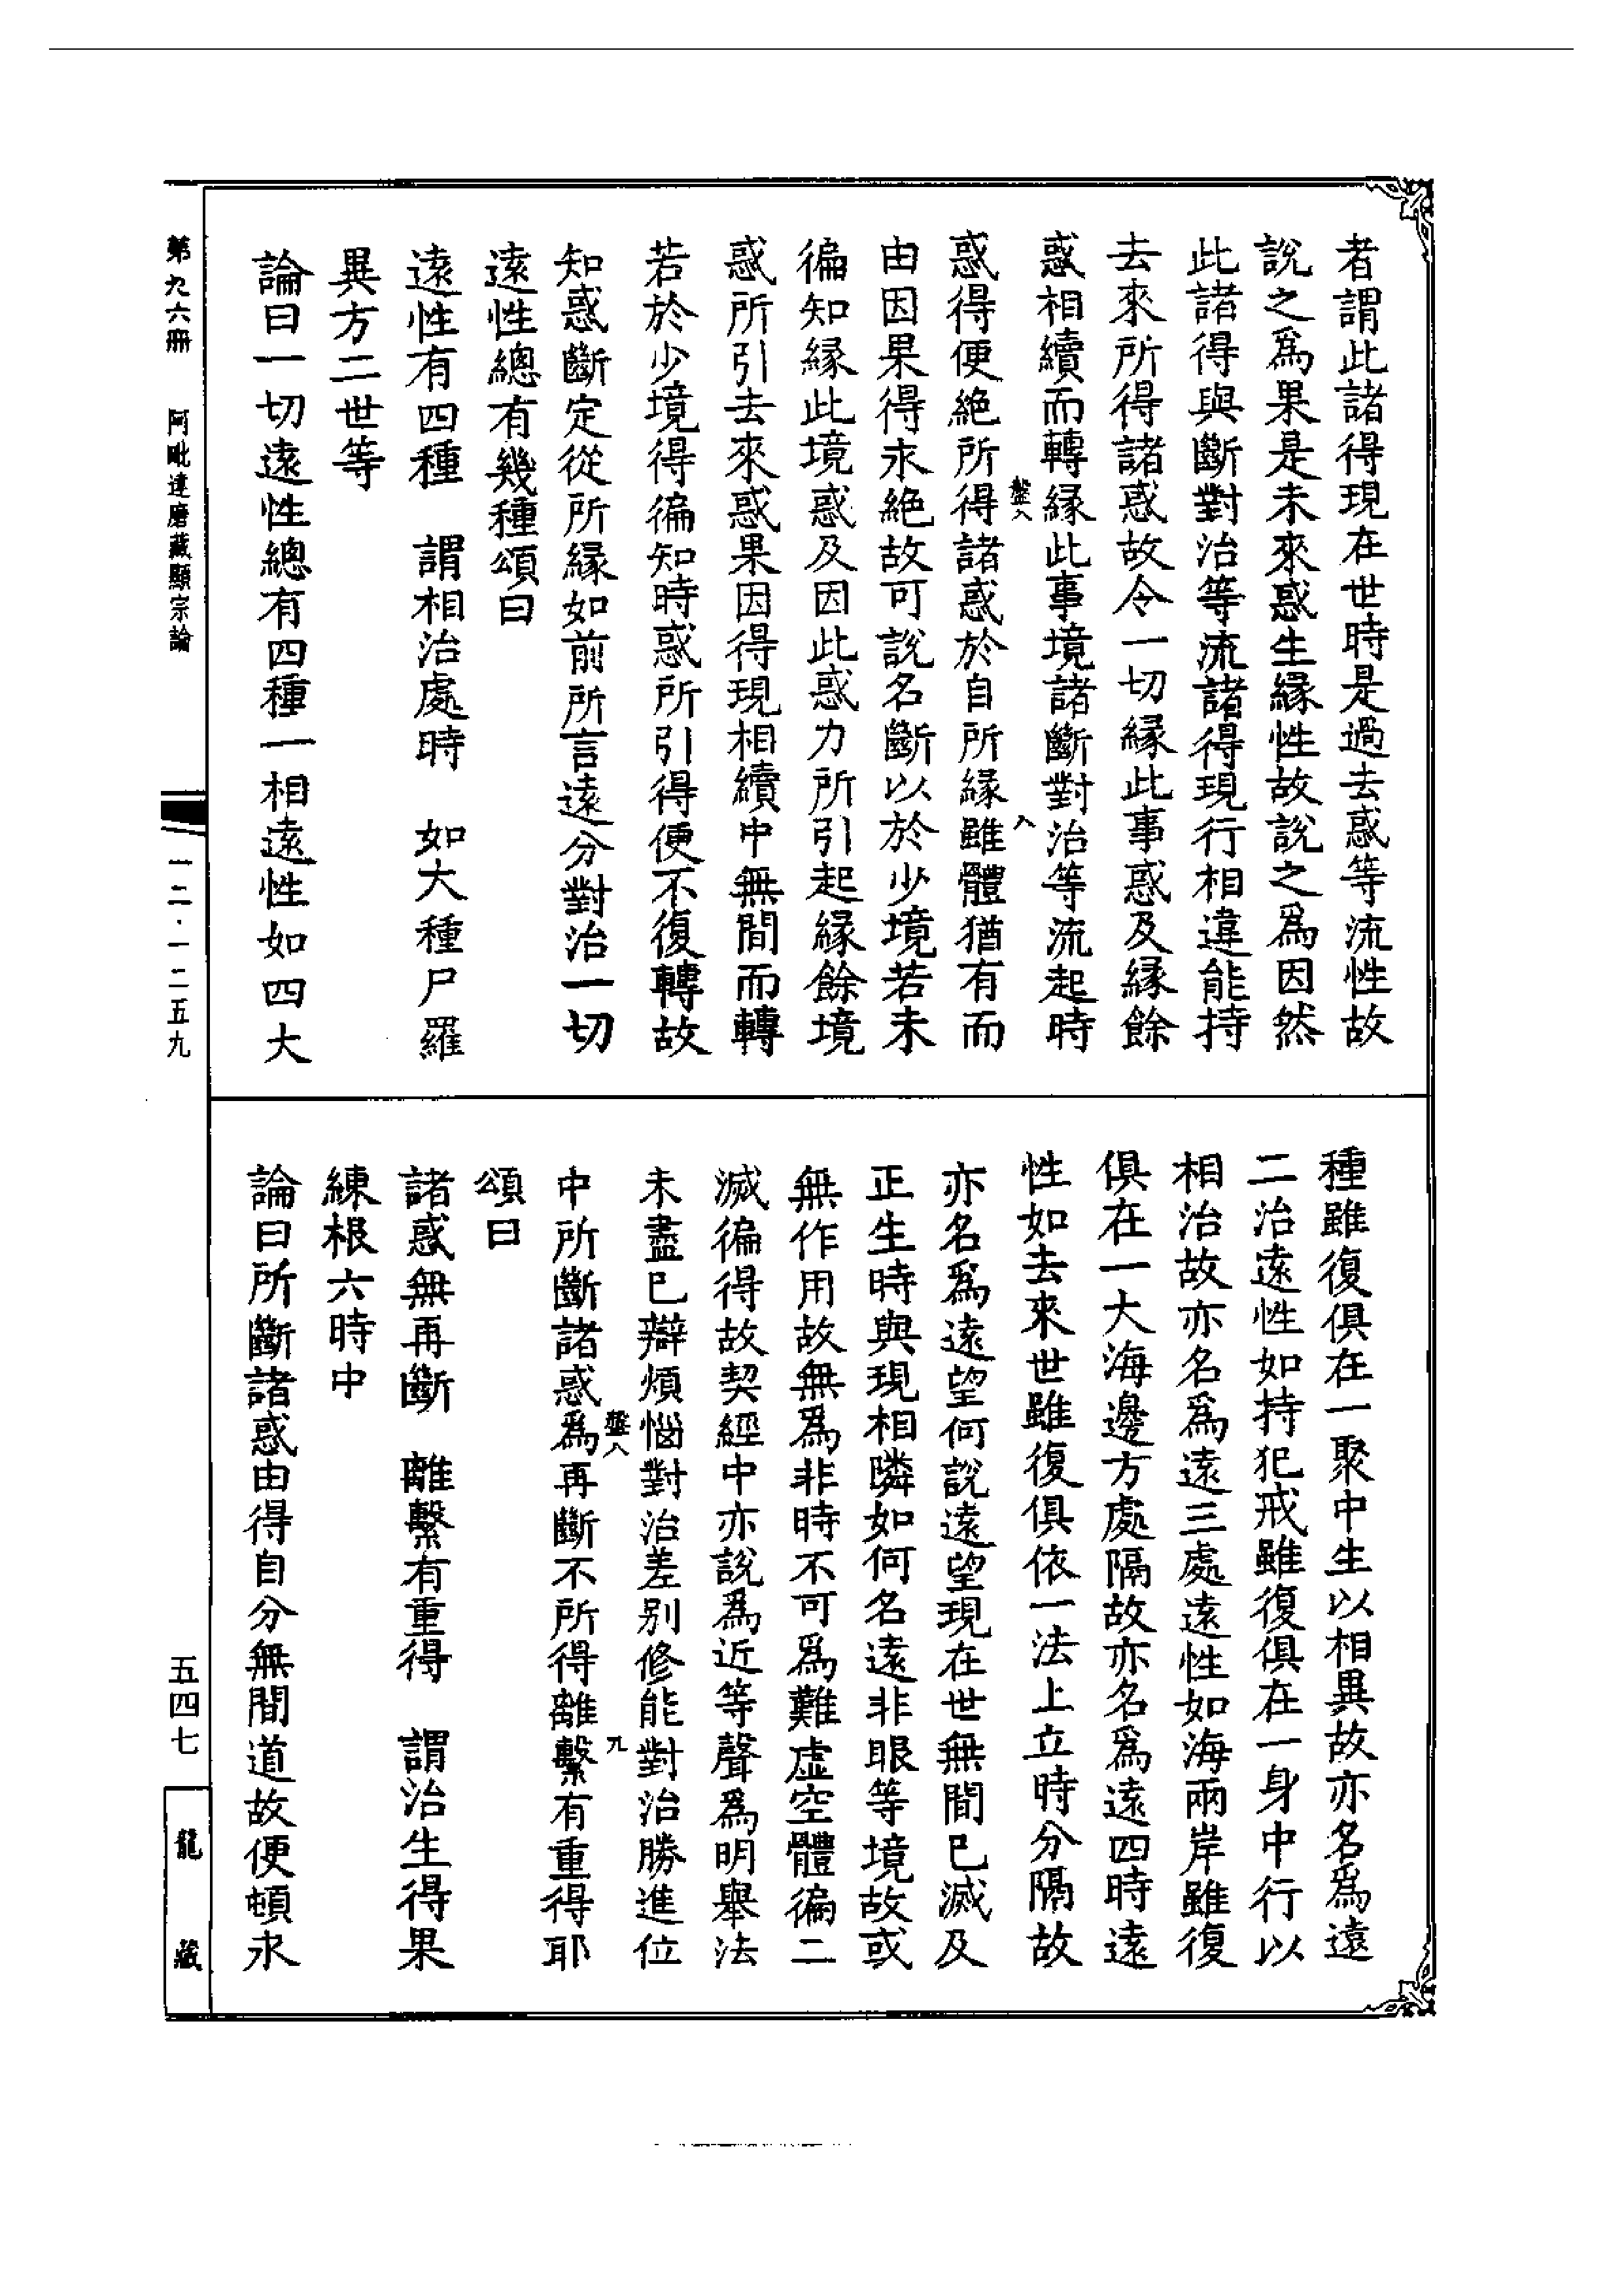 者謂此諸得現在世時是過去惑等流性故
說之爲果是未來惑生緣性故說之爲因然
此諸得與斷對治等流諸得現行相違能持
去來所得諸惑故令一切緣此事惑及緣餘
惑相續而轉緣此事境諸斷對治等流起時
盤八
八
惑得便絶所得諸惑於自所緣雖體猶有而
由因果得永絶故可說名斷以於少境若未
徧知緣此境惑及因此惑力所引起緣餘境
惑所引去來惑果因得現相續中無間而轉
若於少境得徧知時惑所引得便不復轉故
知惑斷定從所緣如前所言遠分對治一切
遠性總有幾種頌曰
遠性有四種　謂相治處時　如大種尸羅
異方二世等
論曰一切遠性總有四種一相遠性如四大
種雖復俱在一聚中生以相異故亦名爲遠
二治遠性如持犯戒雖復俱在一身中行以
相治故亦名爲遠三處遠性如海兩岸雖復
俱在一大海邊方處隔故亦名爲遠四時遠
性如去來世雖復俱依一法上立時分隔故
亦名爲遠望何說遠望現在世無間已滅及
正生時與現相隣如何名遠非眼等境故或
無作用故無爲非時不可爲難虛空體徧二
滅徧得故契經中亦說爲近等聲爲明舉法
未盡已辯煩惱對治差別修能對治勝進位
盤八
九
中所斷諸惑爲再斷不所得離繫有重得耶
頌曰
諸惑無再斷　離繫有重得　謂治生得果
練根六時中
論曰所斷諸惑由得自分無間道故便頓永
第九六冊　阿毗達磨藏顯宗論
一二·一二五九
五四七
龍藏